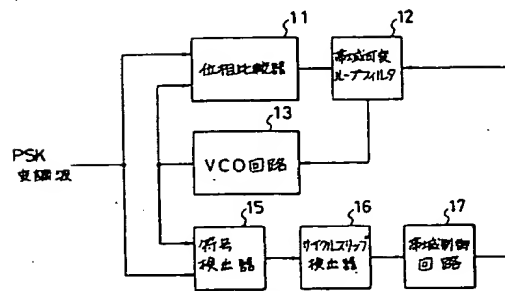 11
位相比較器
12
帯域可変
ループフィルタ
13
VCO回路
PSK
変調波
15
符号
検出器
16
サイクルスリップ
検出器
17
帯域制御
回路